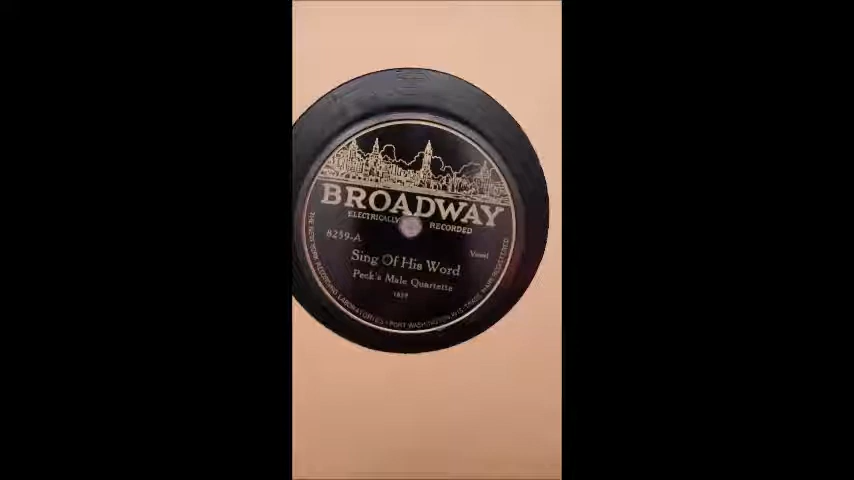 BROADWAY
ELECTRICALLY RECORDED
8259-A
Vocal
Sing Of His Word
Peck's Male Quartette
1859
THE NEW YORK RECORDING LABORATORIES · PORT WASHINGTON, WIS. TRADE MARK REGISTERED